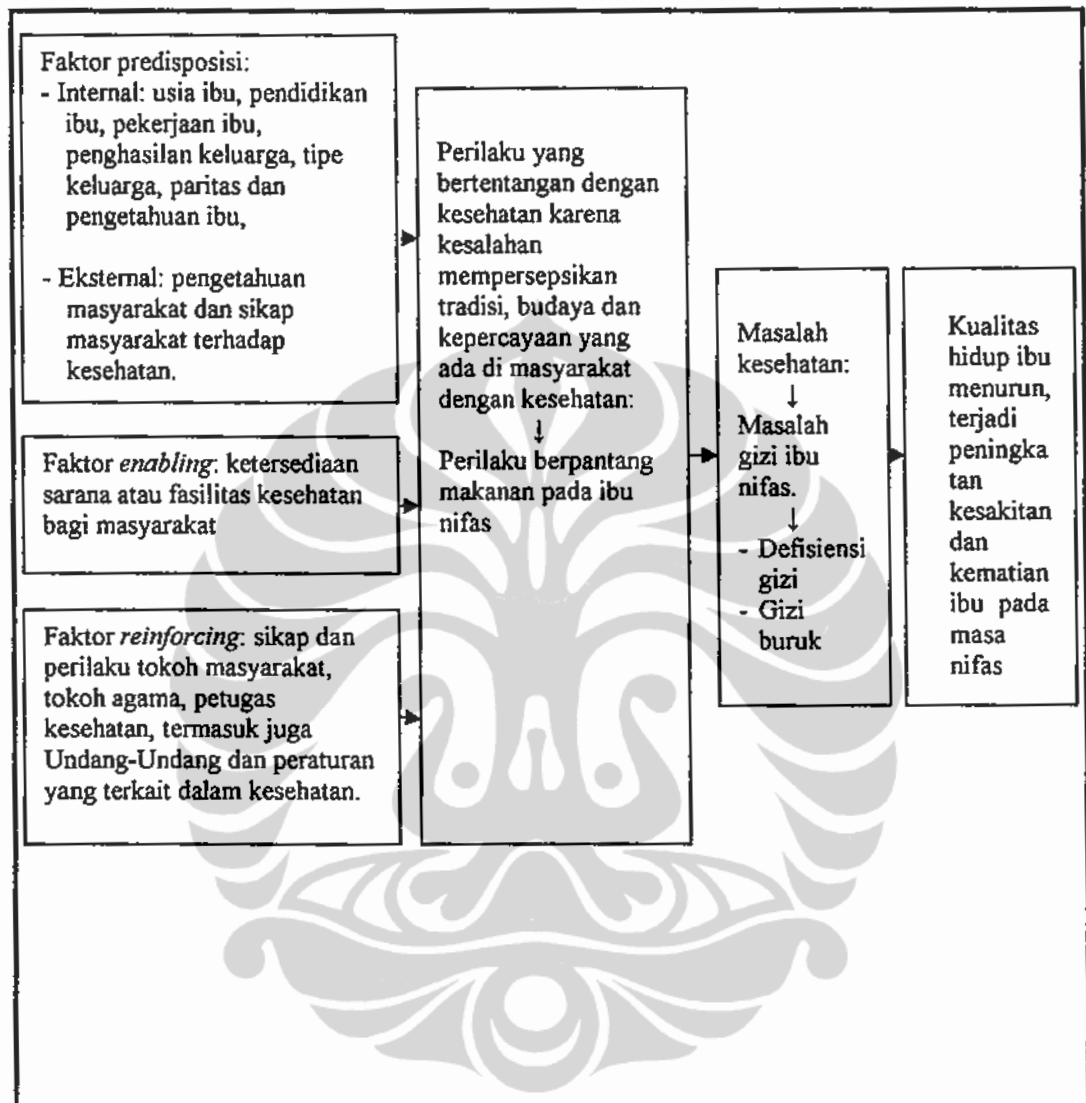 Faktor predisposisi:
- Internal: usia ibu, pendidikan
ibu, pekerjaan ibu,
penghasilan keluarga, tipe
keluarga, paritas dan
pengetahuan ibu,
- Eksternal: pengetahuan
masyarakat dan sikap
masyarakat terhadap
kesehatan.
Faktor enabling: ketersediaan
sarana atau fasilitas kesehatan
bagi masyarakat
Faktor reinforcing: sikap dan
perilaku tokoh masyarakat,
tokoh agama, petugas
kesehatan, termasuk juga
Undang-Undang dan peraturan
yang terkait dalam kesehatan.
Perilaku yang
bertentangan dengan
kesehatan karena
kesalahan
mempersepsikan
tradisi, budaya dan
kepercayaan yang
ada di masyarakat
dengan kesehatan:
↓
Perilaku berpantang
makanan pada ibu
nifas
Masalah
kesehatan:
↓
Masalah
gizi ibu
nifas.
↓
- Defisiensi
gizi
- Gizi
buruk
Kualitas
hidup ibu
menurun,
terjadi
peningka
tan
kesakitan
dan
kematian
ibu pada
masa
nifas